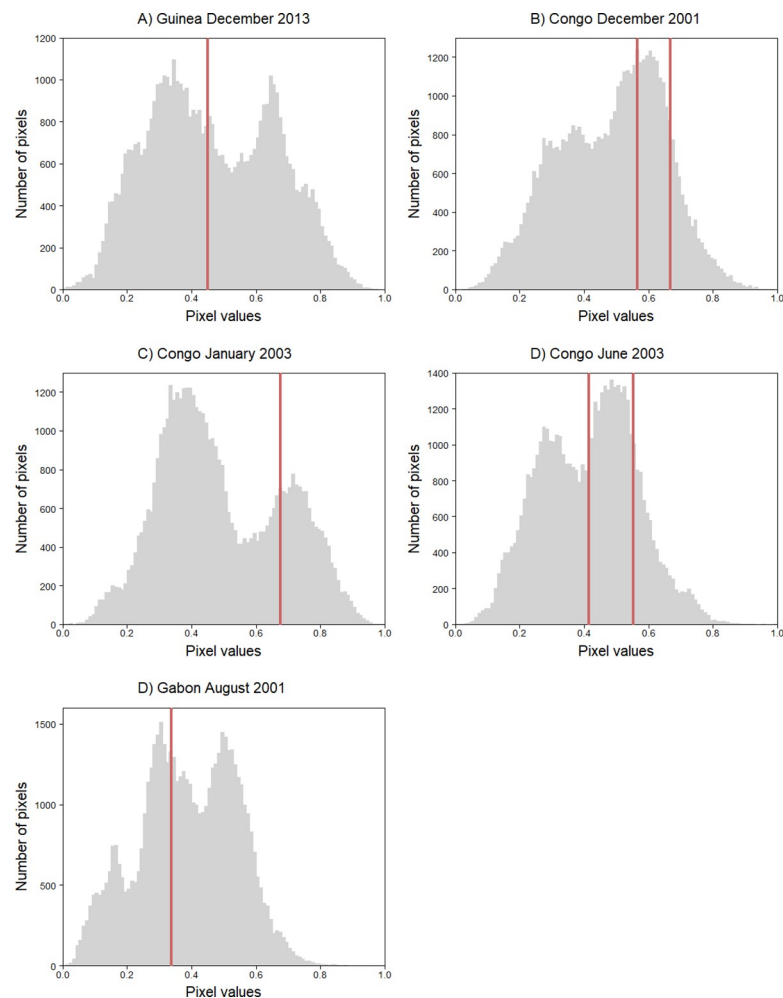 A) Guinea December 2013
1200
1000
800
600
400
200
0
Number of pixels
0.0 0.2 0.4 0.6 0.8 1.0
Pixel values
B) Congo December 2001
1200
1000
800
600
400
200
0
Number of pixels
0.0 0.2 0.4 0.6 0.8 1.0
Pixel values
C) Congo January 2003
1200
1000
800
600
400
200
0
Number of pixels
0.0 0.2 0.4 0.6 0.8 1.0
Pixel values
D) Congo June 2003
1400
1200
1000
800
600
400
200
0
Number of pixels
0.0 0.2 0.4 0.6 0.8 1.0
Pixel values
D) Gabon August 2001
1500
1000
500
0
Number of pixels
0.0 0.2 0.4 0.6 0.8 1.0
Pixel values